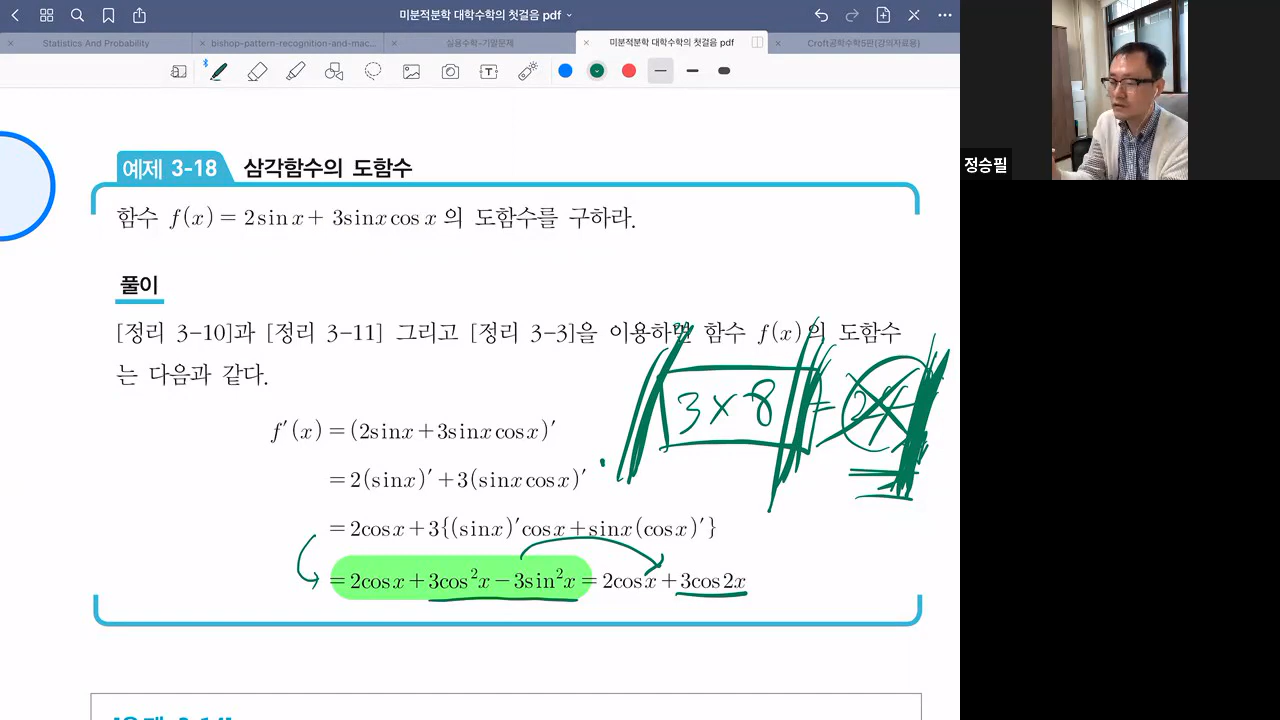 미분적분학 대학수학의 첫걸음 pdf
Statistics And Probability
bishop-pattern-recognition-and-mac...
실용수학-기말문제
미분적분학 대학수학의 첫걸음 pdf
Croft공학수학5판(강의자료용)
정승필
예제 3-18 삼각함수의 도함수
함수 f(x) = 2sin x + 3sin x cos x 의 도함수를 구하라.
풀이
[정리 3-10]과 [정리 3-11] 그리고 [정리 3-3]을 이용하면 함수 f(x)의 도함수
는 다음과 같다.
3 × 8 = 24
f′(x) = (2sinx + 3sinx cosx)′
= 2(sinx)′ + 3(sinx cosx)′
= 2cosx + 3{(sinx)′cosx + sinx(cosx)′}
= 2cosx + 3cos²x − 3sin²x = 2cosx + 3cos2x